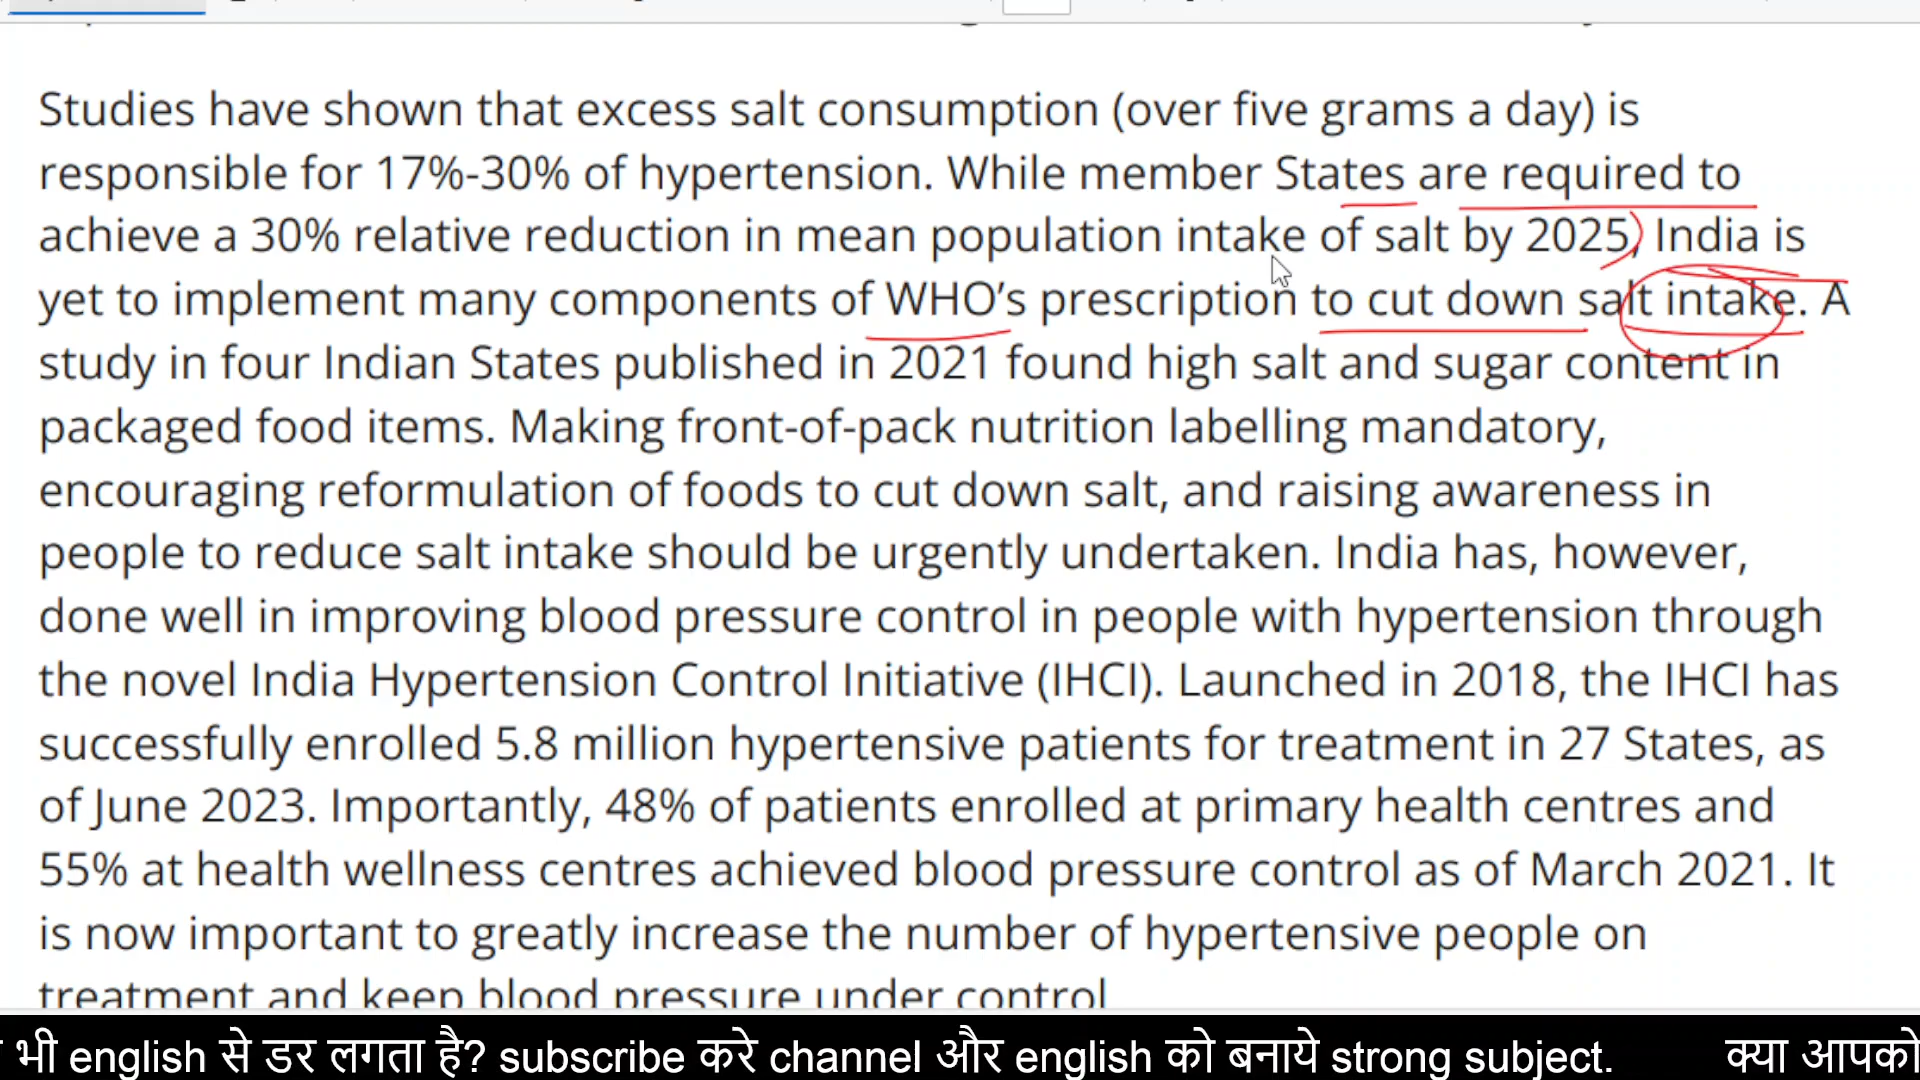 Studies have shown that excess salt consumption (over five grams a day) is
responsible for 17%-30% of hypertension. While member States are required to
achieve a 30% relative reduction in mean population intake of salt by 2025, India is
yet to implement many components of WHO’s prescription to cut down salt intake. A
study in four Indian States published in 2021 found high salt and sugar content in
packaged food items. Making front-of-pack nutrition labelling mandatory,
encouraging reformulation of foods to cut down salt, and raising awareness in
people to reduce salt intake should be urgently undertaken. India has, however,
done well in improving blood pressure control in people with hypertension through
the novel India Hypertension Control Initiative (IHCI). Launched in 2018, the IHCI has
successfully enrolled 5.8 million hypertensive patients for treatment in 27 States, as
of June 2023. Importantly, 48% of patients enrolled at primary health centres and
55% at health wellness centres achieved blood pressure control as of March 2021. It
is now important to greatly increase the number of hypertensive people on
treatment and keep blood pressure under control
भी english से डर लगता है? subscribe करे channel और english को बनाये strong subject. क्या आपको